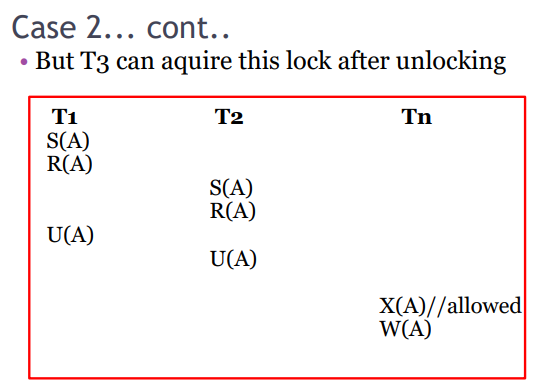 Case 2... cont..
• But T3 can aquire this lock after unlocking
T1 T2 Tn
S(A)
R(A)
S(A)
R(A)
U(A)
U(A)
X(A)//allowed
W(A)